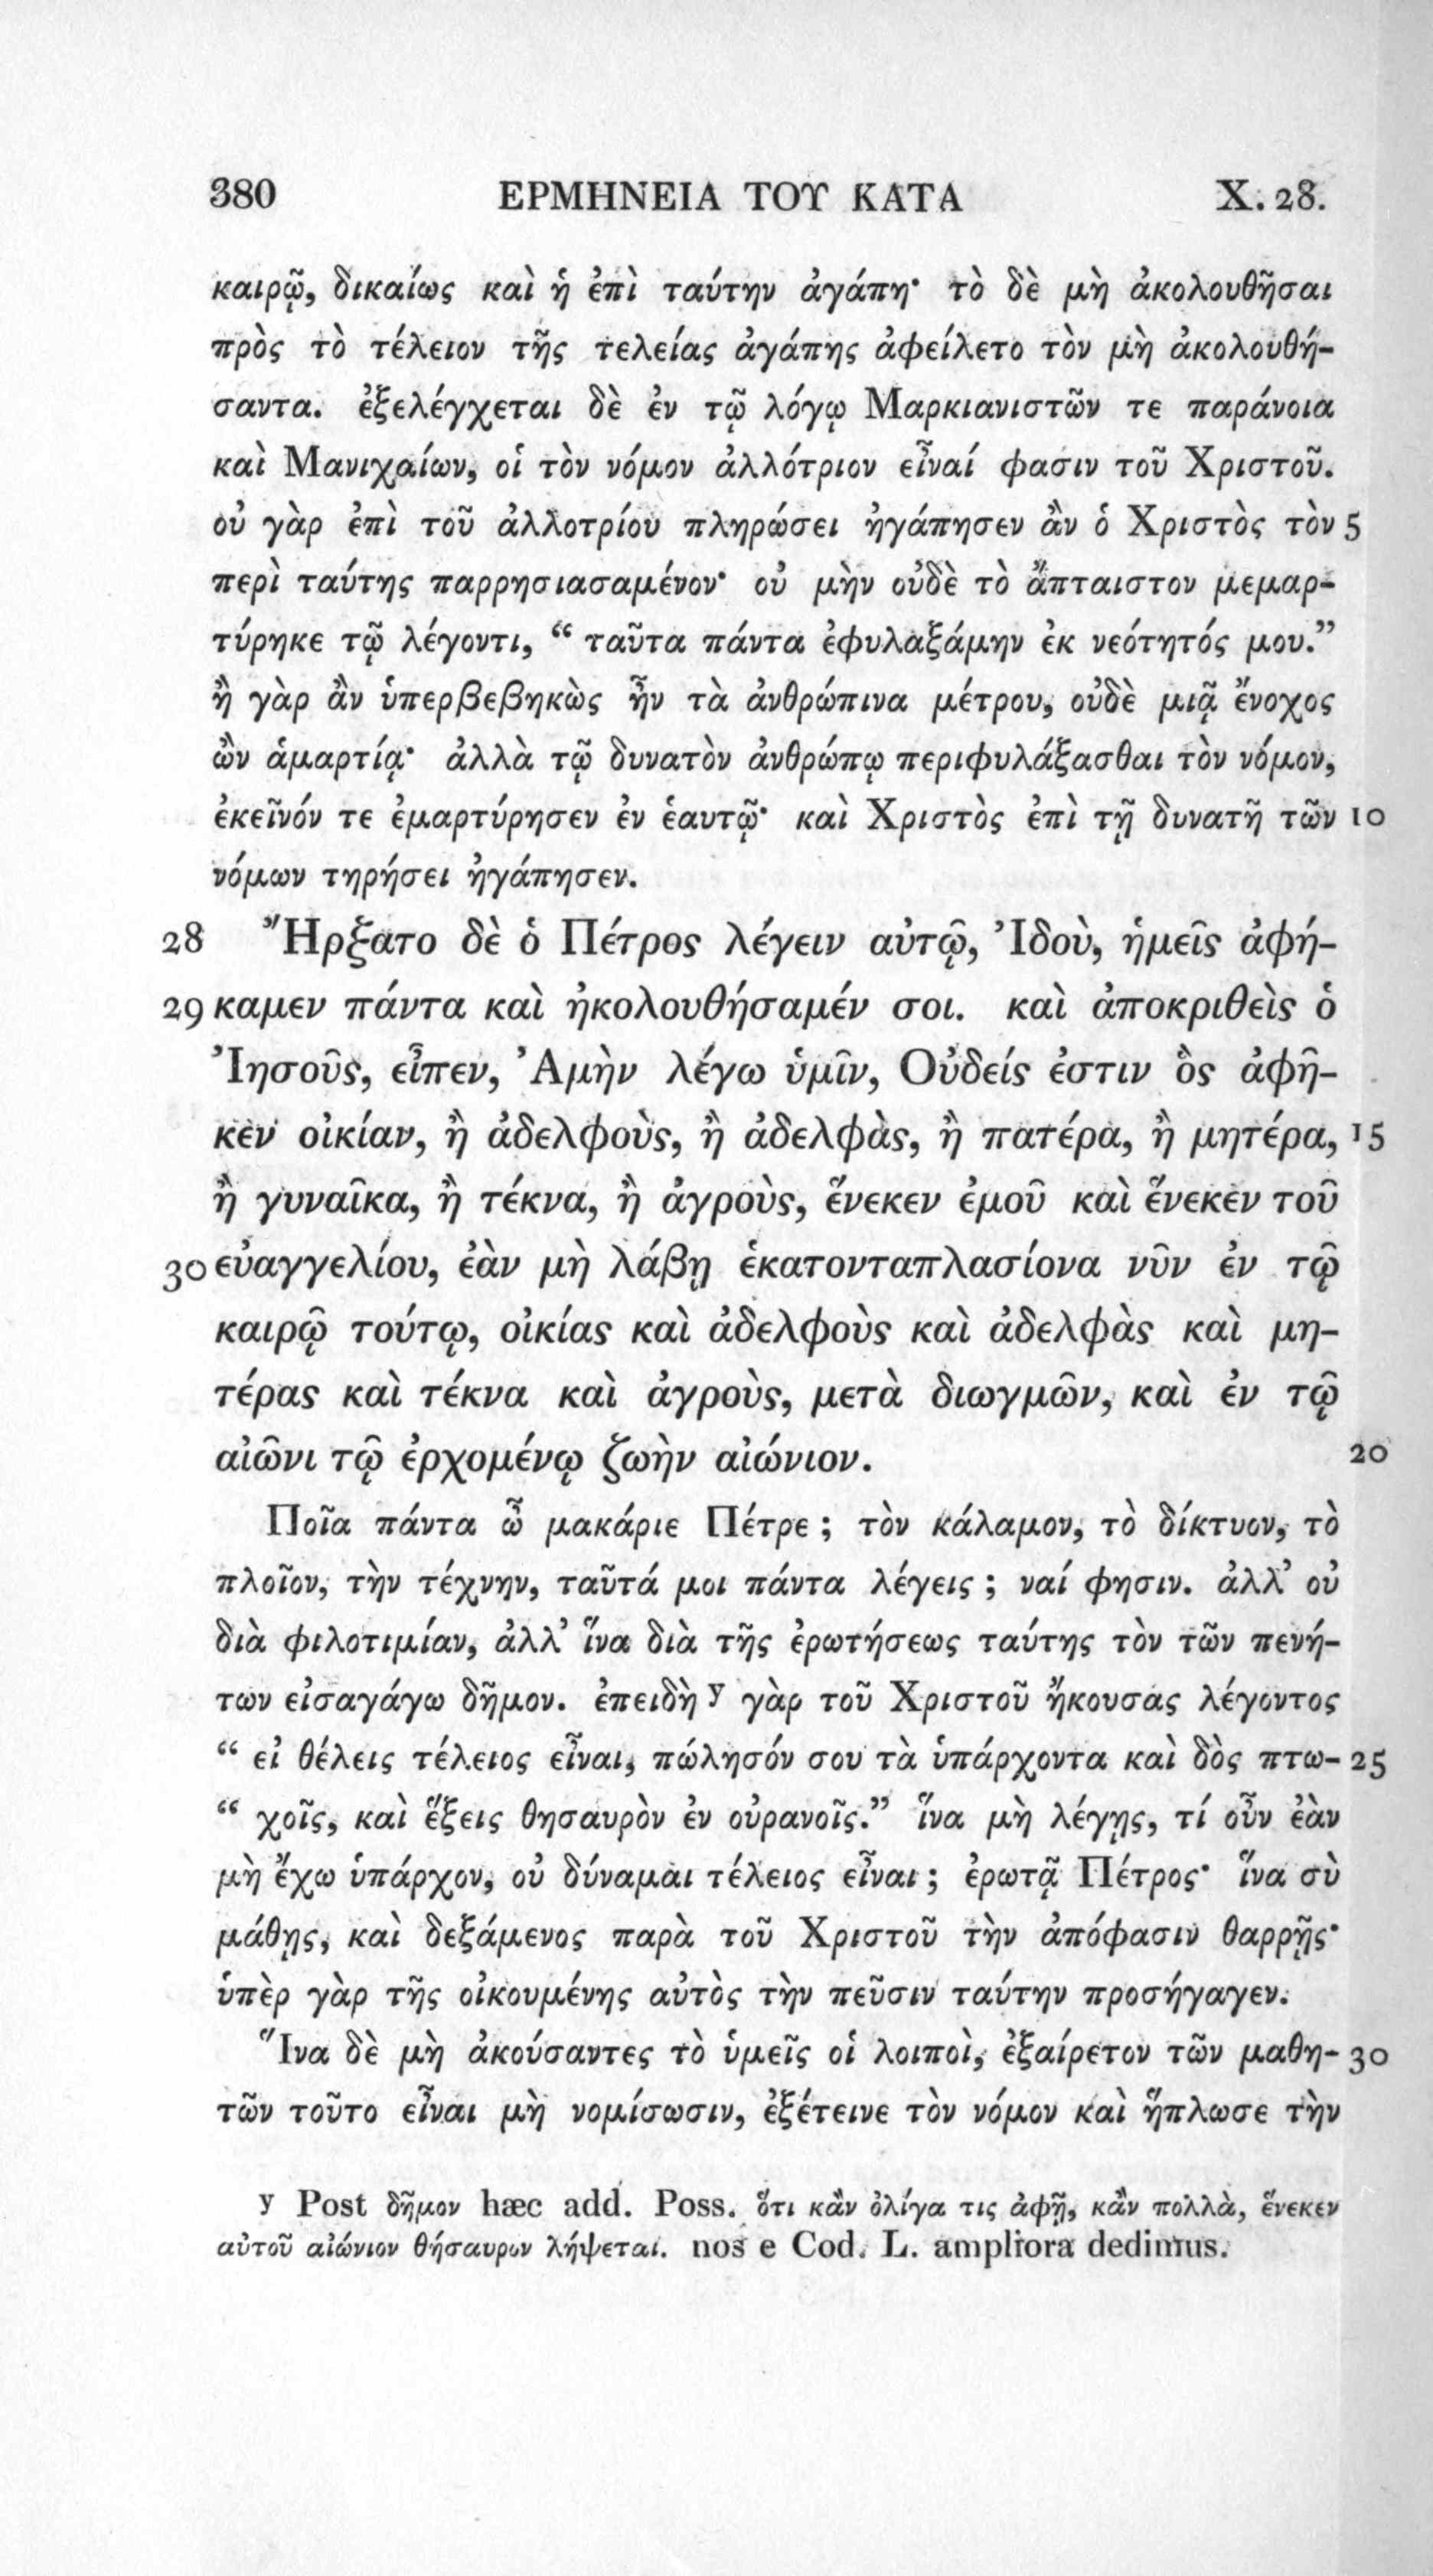 380 ΕΡΜΗΝΕΙΑ ΤΟΥ ΚΑΤΑ X. 28.
καιρῷ, δικαίως καὶ ἡ ἐπὶ ταύτην ἀγάπη· τὸ δὲ μὴ ἀκολουθῆσαι
πρὸς τὸ τέλειον τῆς τελείας ἀγάπης ἀφείλετο τὸν μὴ ἀκολουθή-
σαντα. ἐξελέγχεται δὲ ἐν τῷ λόγῳ Μαρκιανιστῶν τε παράνοια
καὶ Μανιχαίων, οἱ τὸν νόμον ἀλλότριον εἶναί φασιν τοῦ Χριστοῦ.
οὐ γὰρ ἐπὶ τοῦ ἀλλοτρίου πληρώσει ἠγάπησεν ἂν ὁ Χριστὸς τὸν 5
περὶ ταύτης παρρησιασαμένον· οὐ μὴν οὐδὲ τὸ ἄπταιστον μεμαρ-
τύρηκε τῷ λέγοντι, “ ταῦτα πάντα ἐφυλαξάμην ἐκ νεότητός μου.”
ἢ γὰρ ἂν ὑπερβεβηκὼς ἦν τὰ ἀνθρώπινα μέτρου, οὐδὲ μιᾷ ἔνοχος
ὢν ἁμαρτίᾳ· ἀλλὰ τῷ δυνατὸν ἀνθρώπῳ περιφυλάξασθαι τὸν νόμον,
ἐκεῖνόν τε ἐμαρτύρησεν ἐν ἑαυτῷ· καὶ Χριστὸς ἐπὶ τῇ δυνατῇ τῶν 10
νόμων τηρήσει ἠγάπησεν.
28 Ἤρξατο δὲ ὁ Πέτρος λέγειν αὐτῷ, Ἰδοὺ, ἡμεῖς ἀφή-
29 καμεν πάντα καὶ ἠκολουθήσαμέν σοι. καὶ ἀποκριθεὶς ὁ
Ἰησοῦς, εἶπεν, Ἀμὴν λέγω ὑμῖν, Οὐδείς ἐστιν ὃς ἀφῆ-
κεν οἰκίαν, ἢ ἀδελφοὺς, ἢ ἀδελφὰς, ἢ πατέρα, ἢ μητέρα, 15
ἢ γυναῖκα, ἢ τέκνα, ἢ ἀγροὺς, ἕνεκεν ἐμοῦ καὶ ἕνεκεν τοῦ
30 εὐαγγελίου, ἐὰν μὴ λάβῃ ἑκατονταπλασίονα νῦν ἐν τῷ
καιρῷ τούτῳ, οἰκίας καὶ ἀδελφοὺς καὶ ἀδελφὰς καὶ μη-
τέρας καὶ τέκνα καὶ ἀγροὺς, μετὰ διωγμῶν, καὶ ἐν τῷ
αἰῶνι τῷ ἐρχομένῳ ζωὴν αἰώνιον. 20
Ποῖα πάντα ὦ μακάριε Πέτρε ; τὸν κάλαμον, τὸ δίκτυον, τὸ
πλοῖον, τὴν τέχνην, ταῦτά μοι πάντα λέγεις ; ναί φησιν. ἀλλ’ οὐ
διὰ φιλοτιμίαν, ἀλλ’ ἵνα διὰ τῆς ἐρωτήσεως ταύτης τὸν τῶν πενή-
των εἰσαγάγω δῆμον. ἐπειδὴ y γὰρ τοῦ Χριστοῦ ἤκουσας λέγοντος
“ εἰ θέλεις τέλειος εἶναι, πώλησόν σου τὰ ὑπάρχοντα καὶ δὸς πτω- 25
“ χοῖς, καὶ ἕξεις θησαυρὸν ἐν οὐρανοῖς.” ἵνα μὴ λέγῃς, τί οὖν ἐὰν
μὴ ἔχω ὑπάρχον, οὐ δύναμαι τέλειος εἶναι ; ἐρωτᾷ Πέτρος· ἵνα σὺ
μάθῃς, καὶ δεξάμενος παρὰ τοῦ Χριστοῦ τὴν ἀπόφασιν θαρρῇς·
ὑπὲρ γὰρ τῆς οἰκουμένης αὐτὸς τὴν πεῦσιν ταύτην προσήγαγεν.
Ἵνα δὲ μὴ ἀκούσαντες τὸ ὑμεῖς οἱ λοιποὶ, ἐξαίρετον τῶν μαθη- 30
τῶν τοῦτο εἶναι μὴ νομίσωσιν, ἐξέτεινε τὸν νόμον καὶ ἥπλωσε τὴν
y Post δῆμον hæc add. Poss. ὅτι κἂν ὀλίγα τις ἀφῇ, κἂν πολλὰ, ἕνεκεν
αὐτοῦ αἰώνιον θήσαυρον λήψεται. nos e Cod. L. ampliora dedimus.